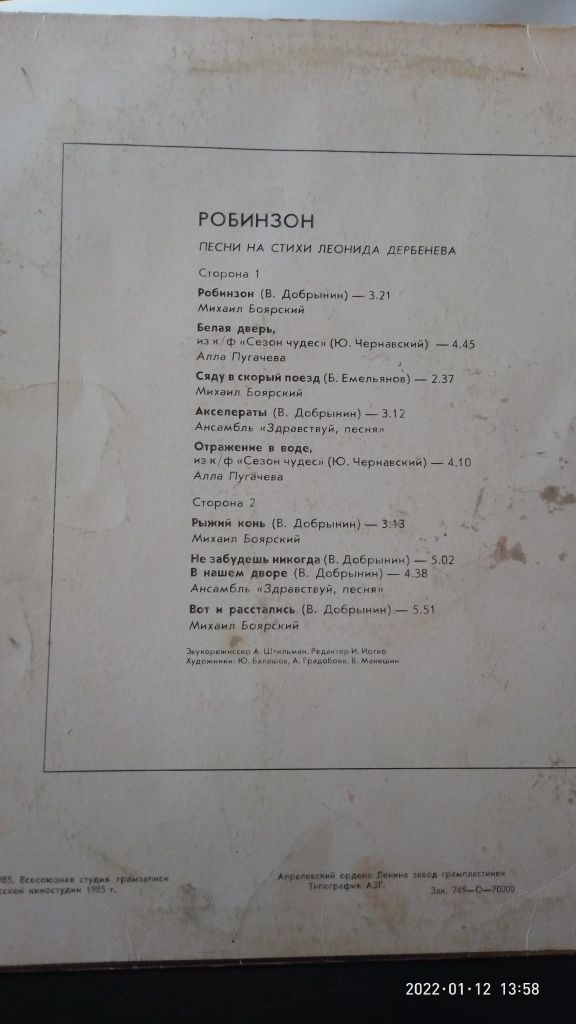 РОБИНЗОН
ПЕСНИ НА СТИХИ ЛЕОНИДА ДЕРБЕНЕВА
Сторона 1
Робинзон (В. Добрынин) — 3.21
Михаил Боярский
Белая дверь,
из к/ф «Сезон чудес» (Ю. Чернавский) — 4.45
Алла Пугачева
Сяду в скорый поезд (Б. Емельянов) — 2.37
Михаил Боярский
Акселераты (В. Добрынин) — 3.12
Ансамбль «Здравствуй, песня»
Отражение в воде,
из к/ф «Сезон чудес» (Ю. Чернавский) — 4.10
Алла Пугачева
Сторона 2
Рыжий конь (В. Добрынин) — 3.13
Михаил Боярский
Не забудешь никогда (В. Добрынин) — 5.02
В нашем дворе (В. Добрынин) — 4.38
Ансамбль «Здравствуй, песня»
Вот и расстались (В. Добрынин) — 5.51
Михаил Боярский
Звукорежиссер А. Штильман. Редактор И. Йотко
Художники: Ю. Балашов, А. Градобоев, В. Манешин
985. Всесоюзная студия грамзаписи
сской киностудии 1985 г.
Апрелевский ордена Ленина завод грампластинок
Типография АЗГ. Зак. 749—О—70000
2022·01·12 13:58